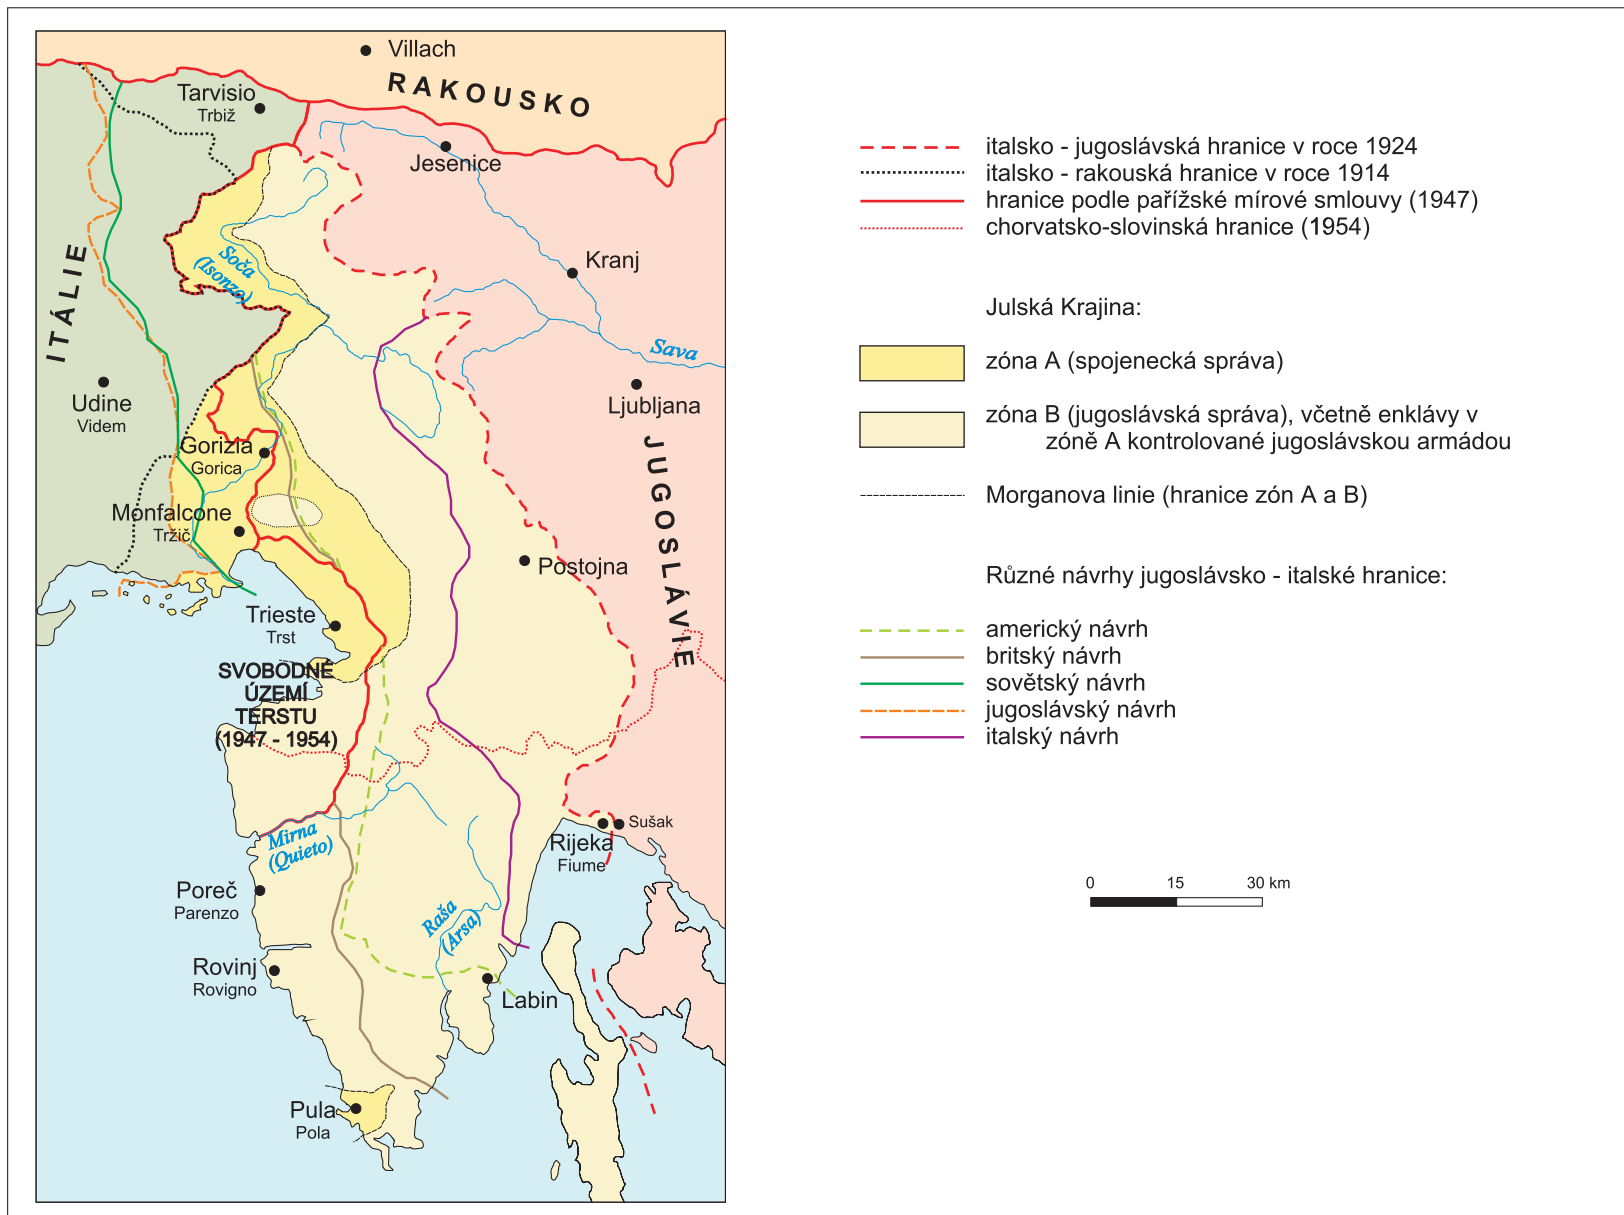 Villach
RAKOUSKO
Tarvisio
Trbiž
Jesenice
ITÁLIE
Soča
(Isonzo)
Kranj
Sava
Udine
Videm
Ljubljana
JUGOSLÁVIE
Gorizia
Gorica
Monfalcone
Tržič
Postojna
Trieste
Trst
SVOBODNÉ
ÚZEMÍ
TERSTU
(1947 - 1954)
Mirna
(Quieto)
Rijeka
Fiume
Sušak
Poreč
Parenzo
Raša
(Arsa)
Rovinj
Rovigno
Labin
Pula
Pola
italsko - jugoslávská hranice v roce 1924
italsko - rakouská hranice v roce 1914
hranice podle pařížské mírové smlouvy (1947)
chorvatsko-slovinská hranice (1954)
Julská Krajina:
zóna A (spojenecká správa)
zóna B (jugoslávská správa), včetně enklávy v
zóně A kontrolované jugoslávskou armádou
Morganova linie (hranice zón A a B)
Různé návrhy jugoslávsko - italské hranice:
americký návrh
britský návrh
sovětský návrh
jugoslávský návrh
italský návrh
0 15 30 km